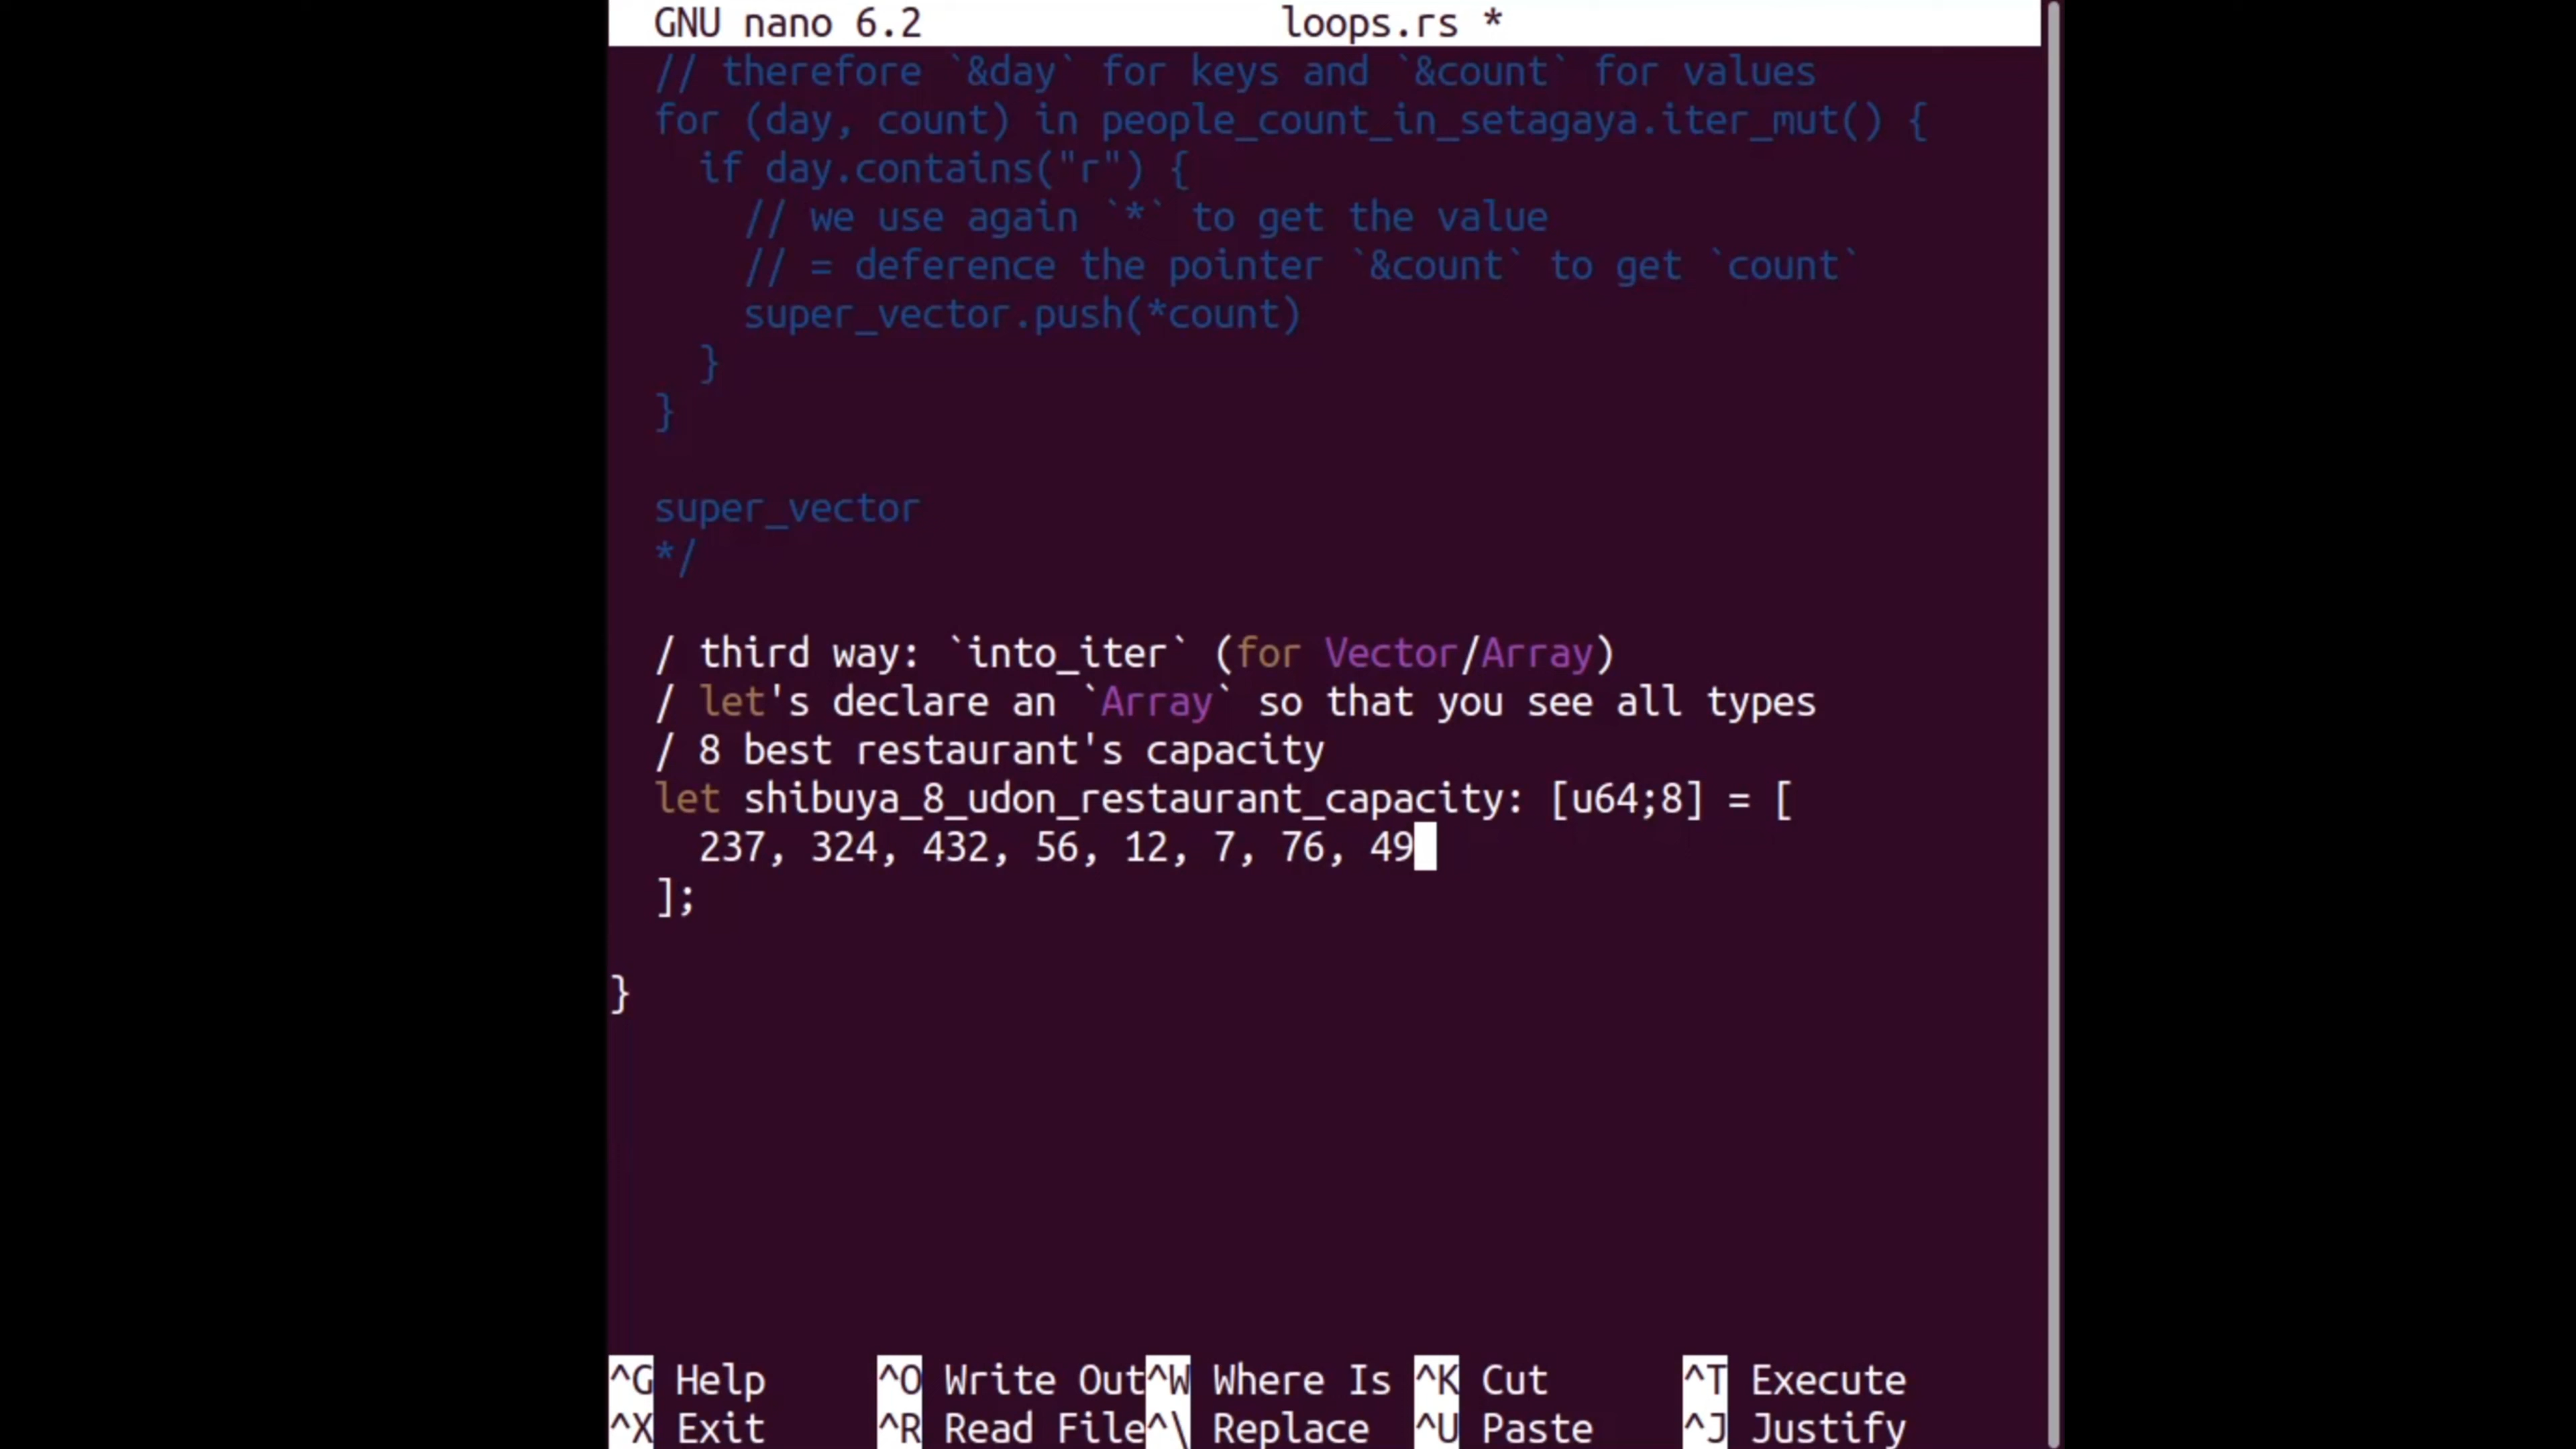 GNU nano 6.2 loops.rs *
// therefore `&day` for keys and `&count` for values
for (day, count) in people_count_in_setagaya.iter_mut() {
if day.contains("r") {
// we use again `*` to get the value
// = deference the pointer `&count` to get `count`
super_vector.push(*count)
}
}
super_vector
*/
/ third way: `into_iter` (for Vector/Array)
/ let's declare an `Array` so that you see all types
/ 8 best restaurant's capacity
let shibuya_8_udon_restaurant_capacity: [u64;8] = [
237, 324, 432, 56, 12, 7, 76, 49
];
}
^G Help ^O Write Out ^W Where Is ^K Cut ^T Execute
^X Exit ^R Read File ^\ Replace ^U Paste ^J Justify